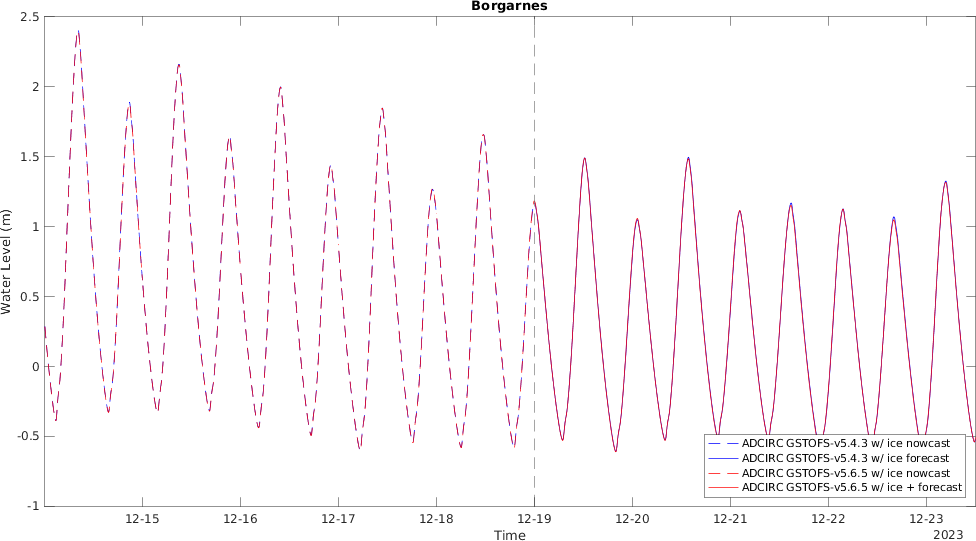 Borgarnes
2.5
2
1.5
1
0.5
0
-0.5
-1
Water Level (m)
ADCIRC GSTOFS-v5.4.3 w/ ice nowcast
ADCIRC GSTOFS-v5.4.3 w/ ice forecast
ADCIRC GSTOFS-v5.6.5 w/ ice nowcast
ADCIRC GSTOFS-v5.6.5 w/ ice + forecast
12-15 12-16 12-17 12-18 12-19 12-20 12-21 12-22 12-23
Time
2023